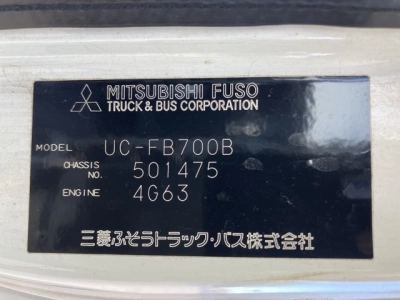 MITSUBISHI FUSO
TRUCK & BUS CORPORATION
MODEL UC-FB700B
CHASSIS NO. 501475
ENGINE 4G63
三菱ふそうトラック・バス株式会社